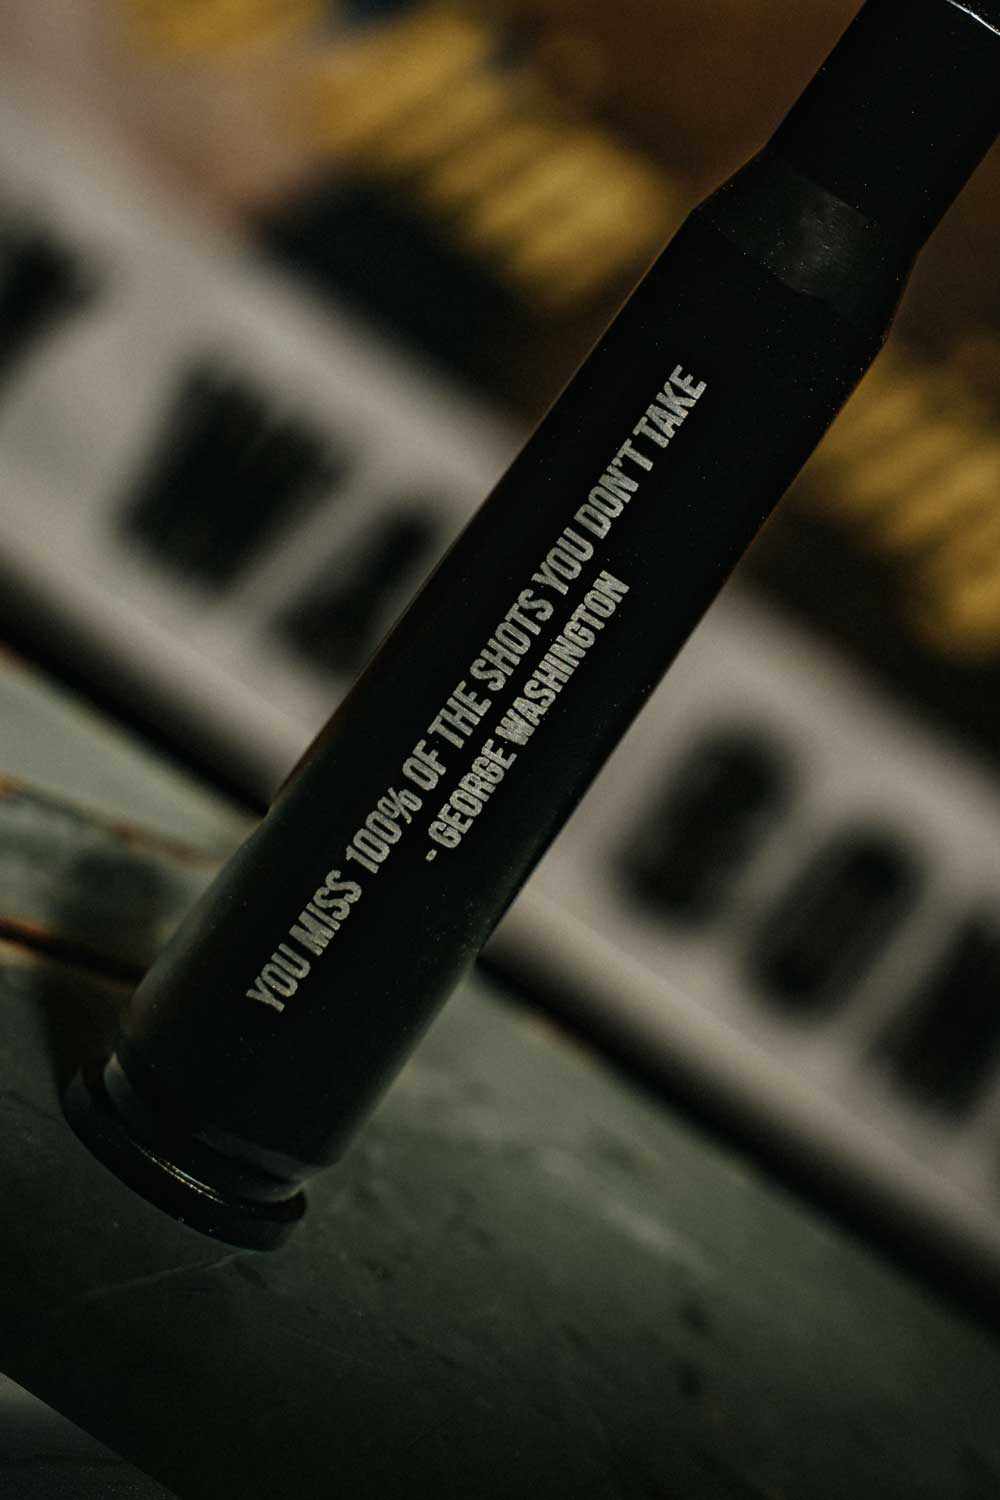 YOU MISS 100% OF THE SHOTS YOU DON'T TAKE
- GEORGE WASHINGTON